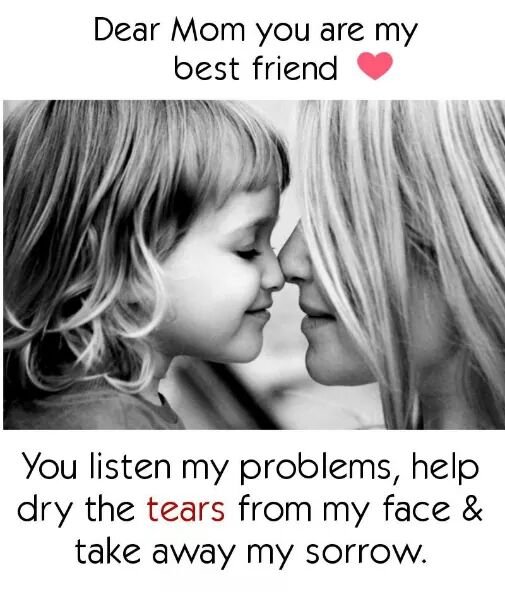 Dear Mom you are my
best friend
You listen my problems, help
dry the tears from my face &
take away my sorrow.